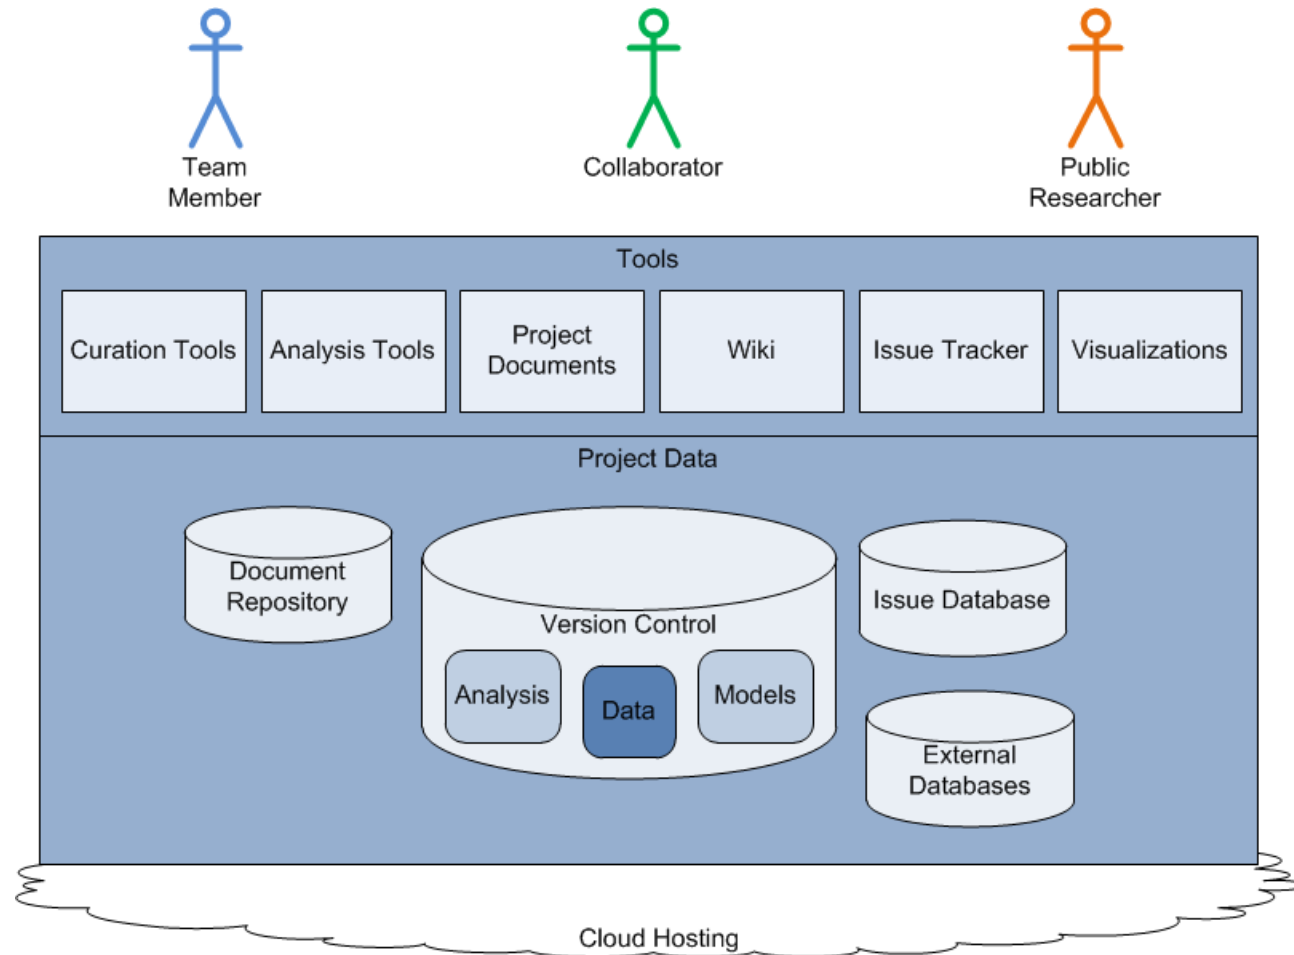 Team
Member
Collaborator
Public
Researcher
Tools
Curation Tools
Analysis Tools
Project
Documents
Wiki
Issue Tracker
Visualizations
Project Data
Document
Repository
Version Control
Analysis
Data
Models
Issue Database
External
Databases
Cloud Hosting